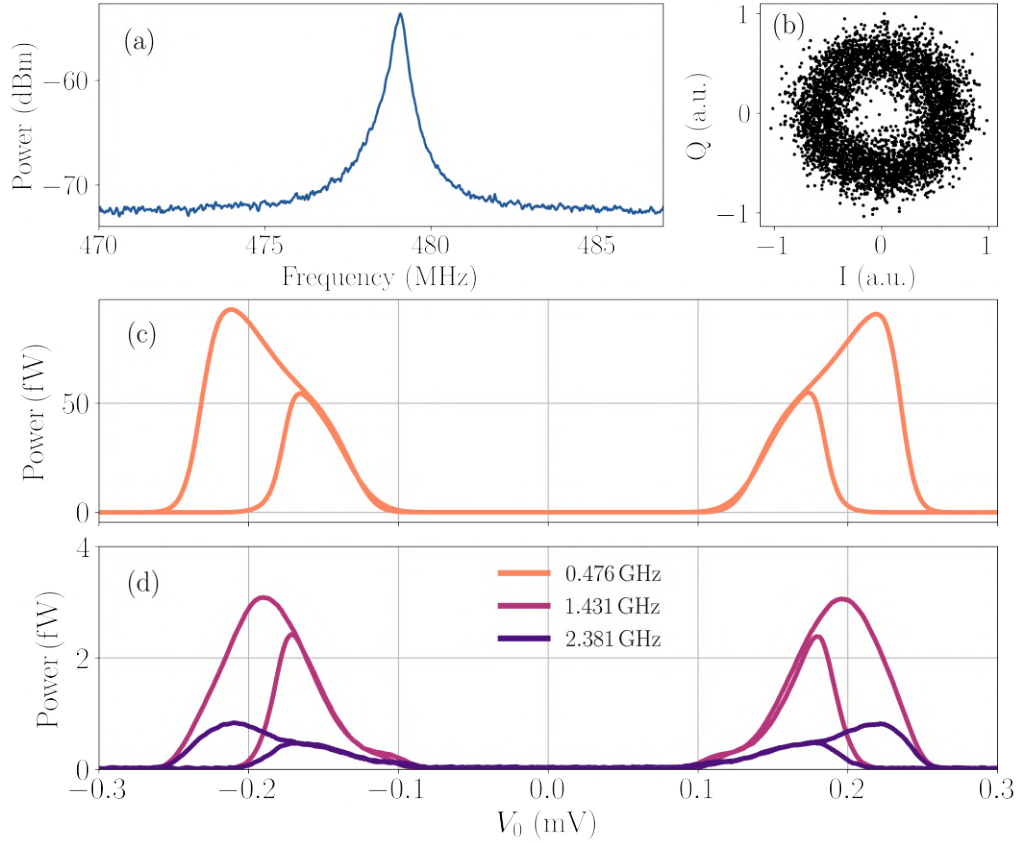 (a)
Power (dBm)
−60
−70
470
475
480
485
Frequency (MHz)
(b)
Q (a.u.)
1
0
−1
−1
0
1
I (a.u.)
(c)
Power (fW)
50
0
(d)
Power (fW)
4
2
0
0.476 GHz
1.431 GHz
2.381 GHz
−0.3
−0.2
−0.1
0.0
0.1
0.2
0.3
V₀ (mV)